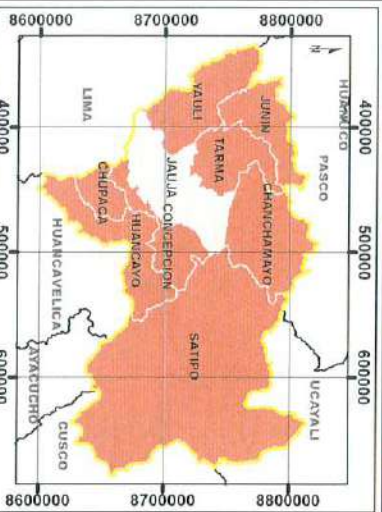 8600000 8700000 8800000
400000
500000
600000
N
HUANUCO
PASCO
UCAYALI
LIMA
JUNIN
YAULI
TARMA
CHANCHAMAYO
JAUJA
CONCEPCION
CHUPACA
HUANCAYO
SATIPO
HUANCAVELICA
AYACUCHO
CUSCO
400000
500000
600000
8600000 8700000 8800000